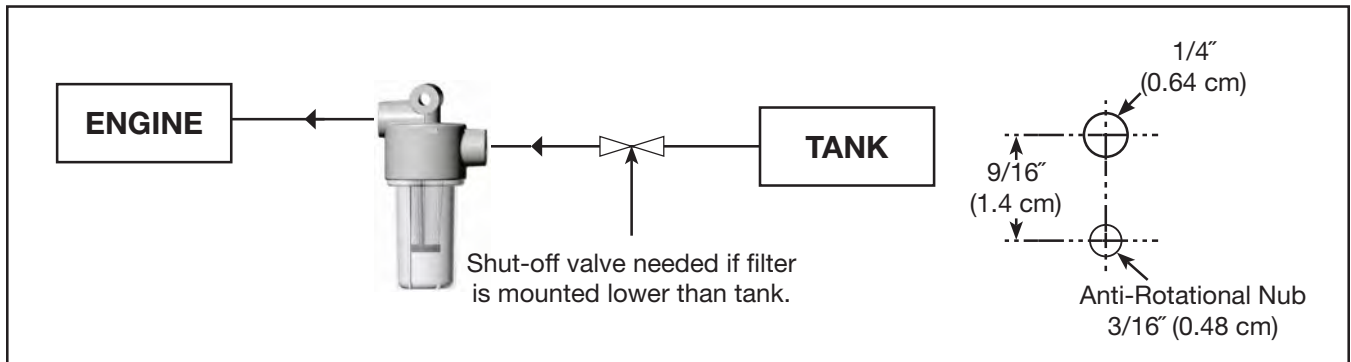 ENGINE
TANK
Shut-off valve needed if filter
is mounted lower than tank.
1/4˝
(0.64 cm)
9/16˝
(1.4 cm)
Anti-Rotational Nub
3/16˝ (0.48 cm)